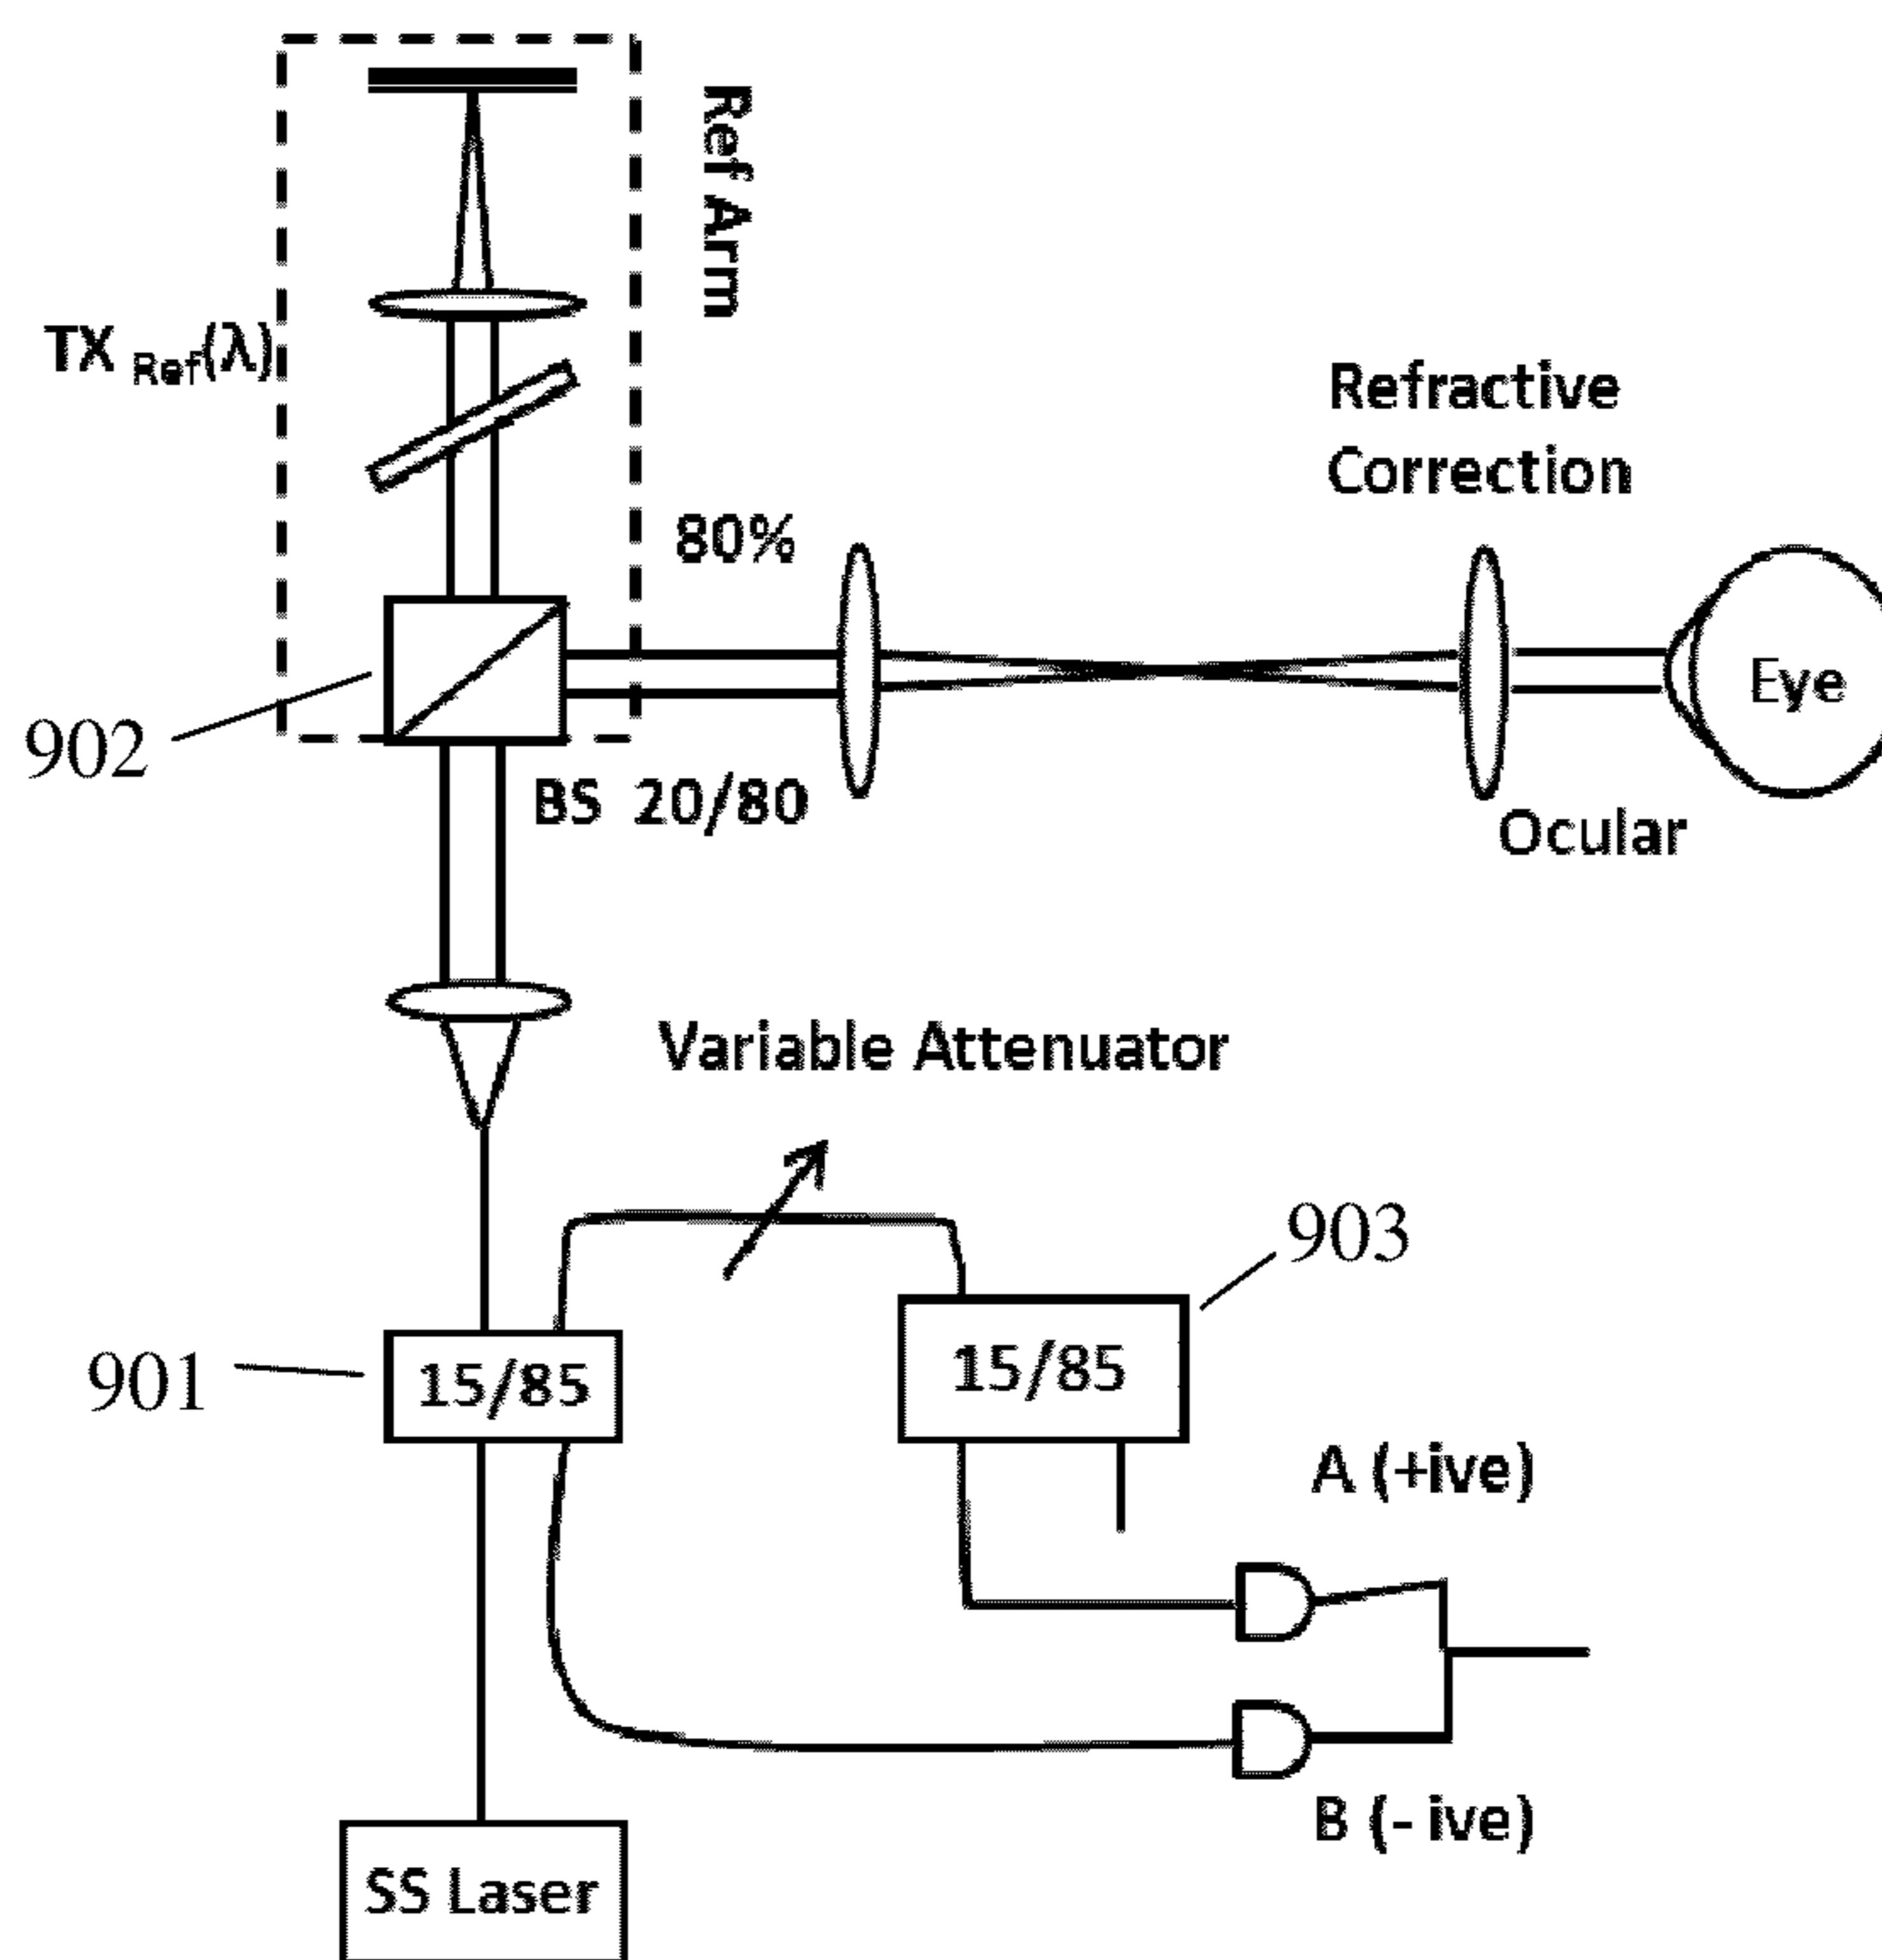 Ref Arm
TX Ref(λ)
Refractive
Correction
80%
Eye
902
BS 20/80
Ocular
Variable Attenuator
903
901
15/85
15/85
A (+ive)
B (- ive)
SS Laser